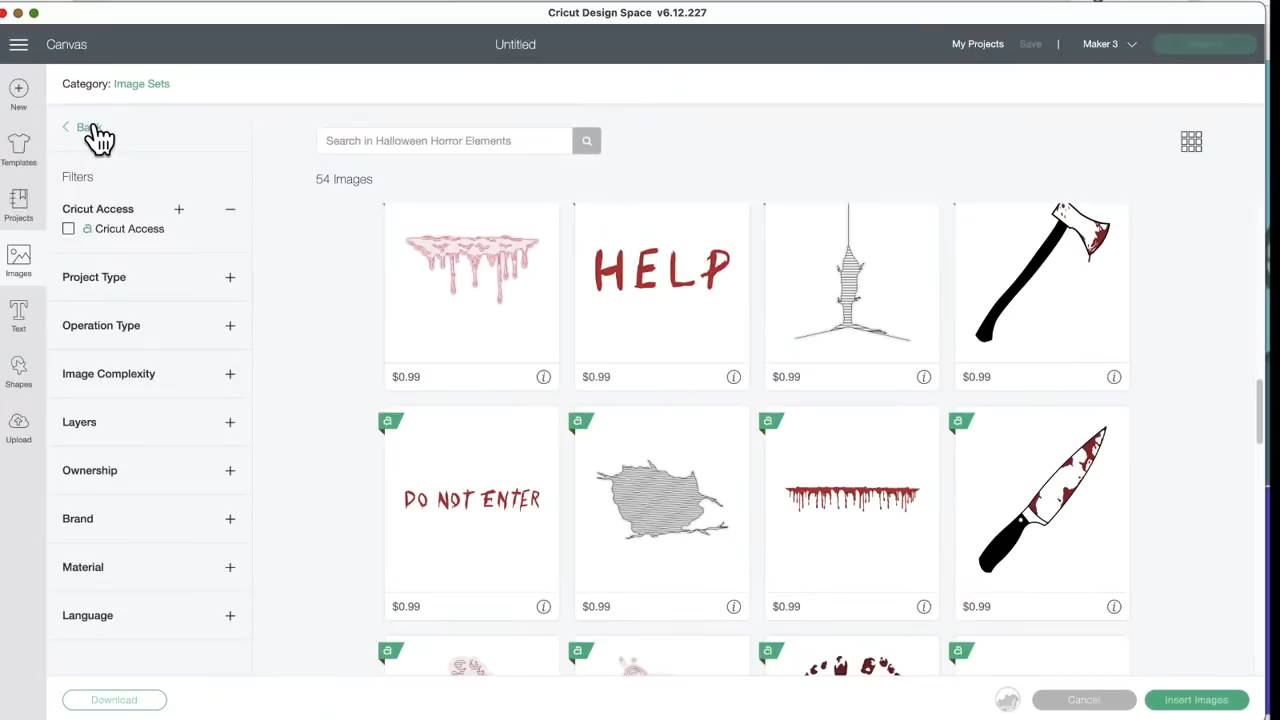 Cricut Design Space v6.12.227
Canvas
Untitled
My Projects
Save
|
Maker 3
New
Templates
Projects
Images
Text
Shapes
Upload
Category: Image Sets
Filters
Cricut Access
a Cricut Access
Project Type
Operation Type
Image Complexity
Layers
Ownership
Brand
Material
Language
Search in Halloween Horror Elements
54 Images
HELP
$0.99
$0.99
$0.99
$0.99
a
a
a
a
DO NOT ENTER
$0.99
$0.99
$0.99
$0.99
a
a
a
a
Download
Cancel
Insert Images